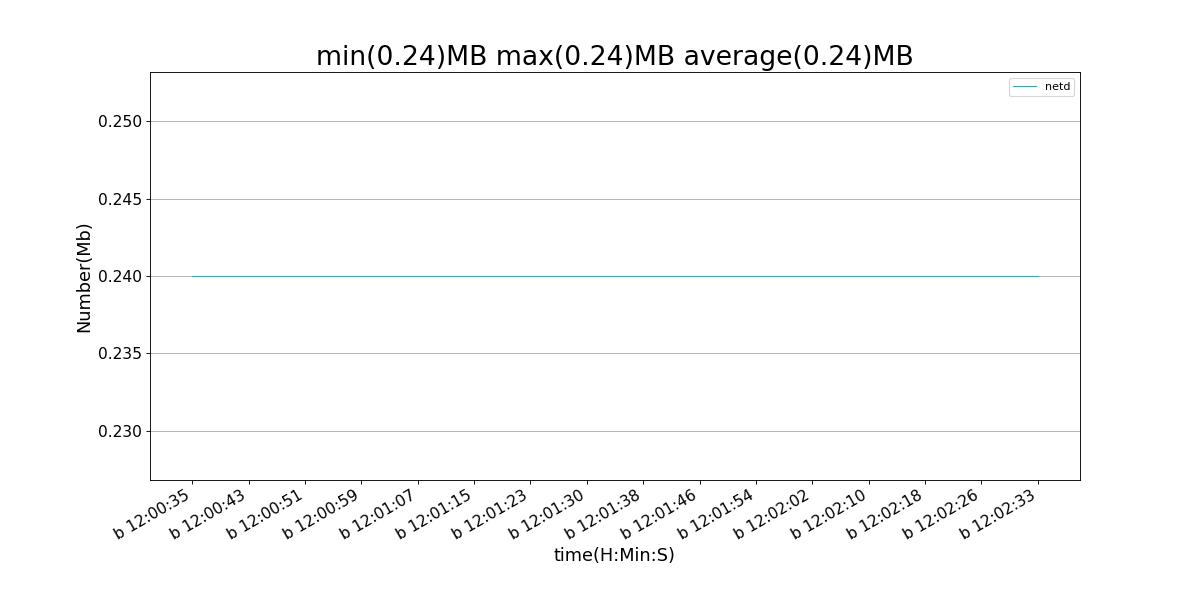 min(0.24)MB max(0.24)MB average(0.24)MB
netd
0.250
0.245
0.240
0.235
0.230
Number(Mb)
b 12:00:35
b 12:00:43
b 12:00:51
b 12:00:59
b 12:01:07
b 12:01:15
b 12:01:23
b 12:01:30
b 12:01:38
b 12:01:46
b 12:01:54
b 12:02:02
b 12:02:10
b 12:02:18
b 12:02:26
b 12:02:33
time(H:Min:S)